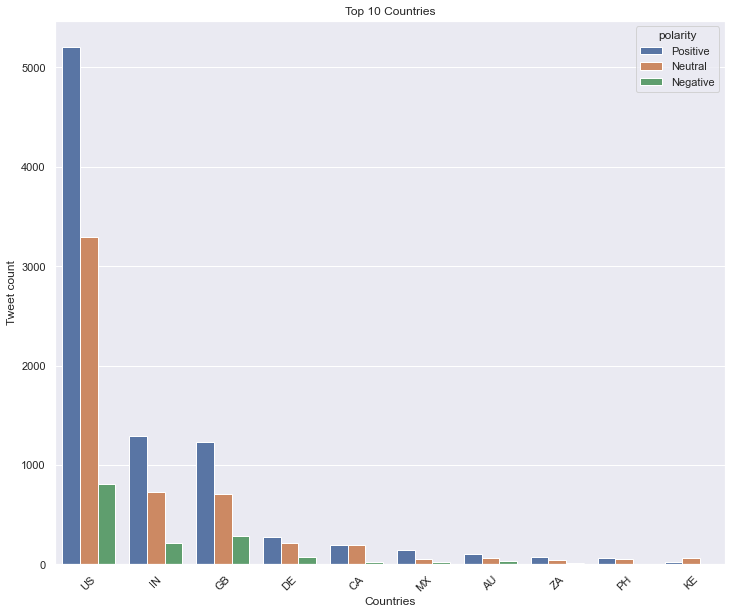 Top 10 Countries
polarity
Positive
Neutral
Negative
5000
4000
3000
2000
1000
0
Tweet count
US
IN
GB
DE
CA
MX
AU
ZA
PH
KE
Countries